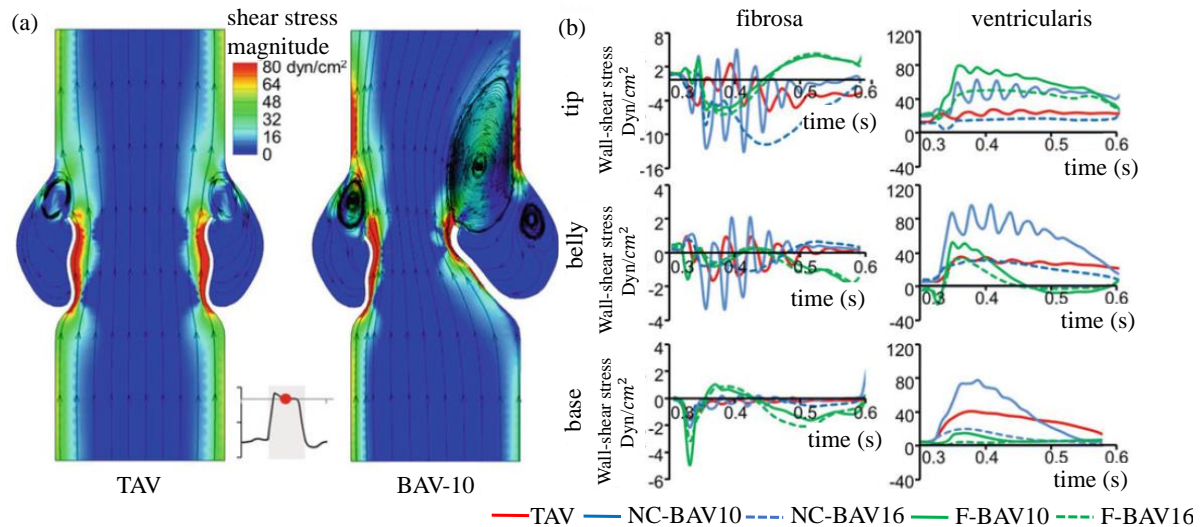 (a)
shear stress
magnitude
80 dyn/cm²
64
48
32
16
0
TAV
BAV-10
(b)
fibrosa
ventricularis
tip
Wall-shear stress
Dyn/cm²
8
2
-4
-10
-16
0.3
0.4
0.5
0.6
time (s)
120
80
40
0
-40
0.3
0.4
0.5
0.6
time (s)
belly
Wall-shear stress
Dyn/cm²
4
2
0
-2
-4
0.3
0.4
0.5
0.6
time (s)
120
80
40
0
-40
0.3
0.4
0.5
0.6
time (s)
base
Wall-shear stress
Dyn/cm²
4
2
0
-2
-4
-6
0.3
0.4
0.5
0.6
time (s)
120
80
40
0
-40
0.3
0.4
0.5
0.6
time (s)
TAV NC-BAV10 NC-BAV16 F-BAV10 F-BAV16